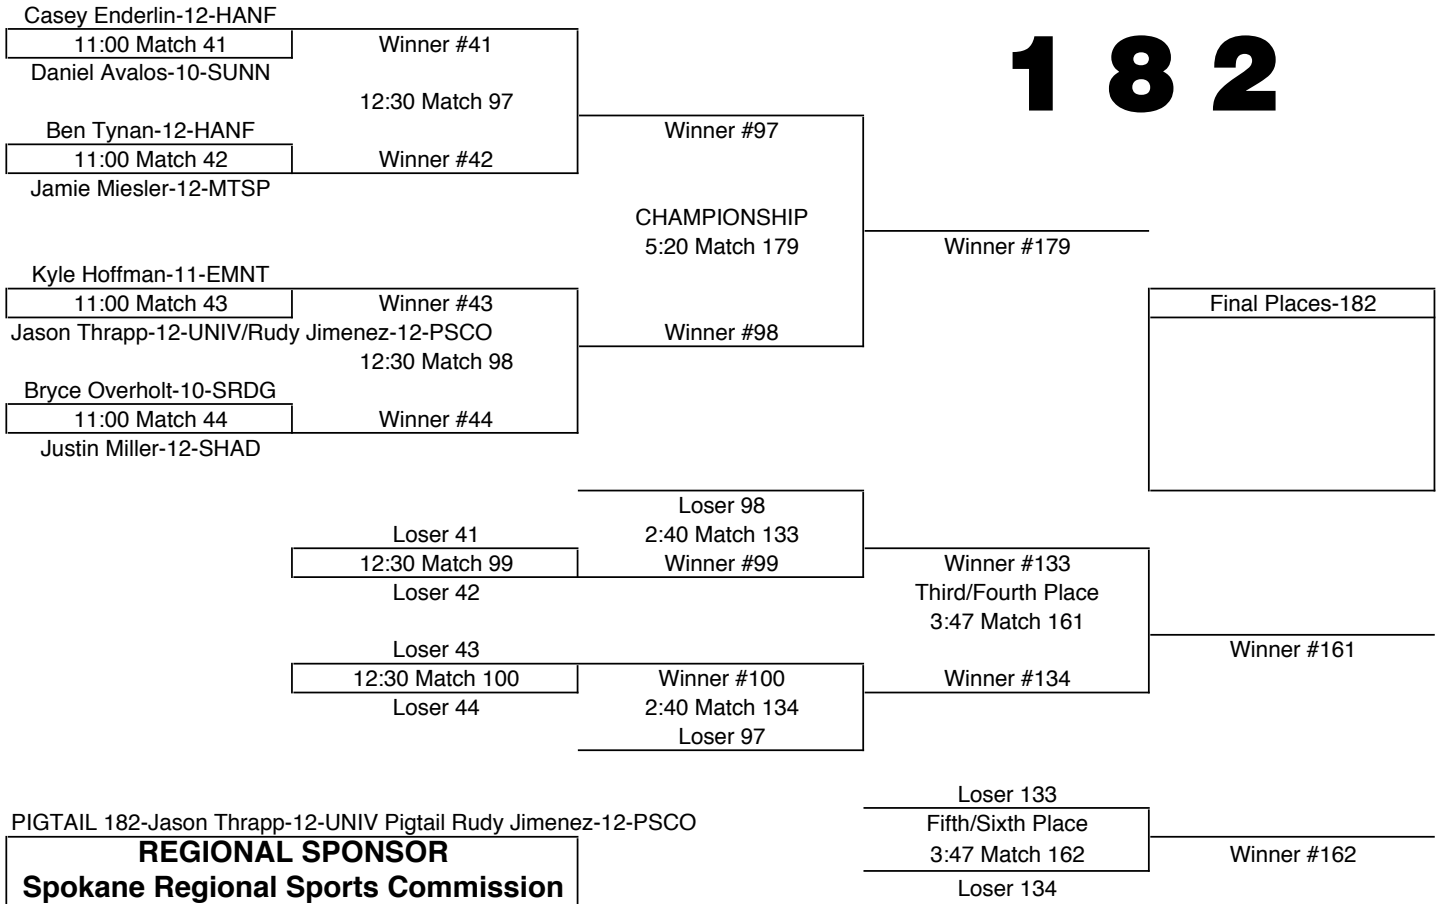 Casey Enderlin-12-HANF
1 8 2
11:00 Match 41 Winner #41
Daniel Avalos-10-SUNN
12:30 Match 97
Ben Tynan-12-HANF Winner #97
11:00 Match 42 Winner #42
Jamie Miesler-12-MTSP
CHAMPIONSHIP
5:20 Match 179 Winner #179
Kyle Hoffman-11-EMNT
11:00 Match 43 Winner #43 Final Places-182
Jason Thrapp-12-UNIV/Rudy Jimenez-12-PSCO Winner #98
12:30 Match 98
Bryce Overholt-10-SRDG
11:00 Match 44 Winner #44
Justin Miller-12-SHAD
Loser 98
Loser 41 2:40 Match 133
12:30 Match 99 Winner #99 Winner #133
Loser 42 Third/Fourth Place
3:47 Match 161
Loser 43 Winner #161
12:30 Match 100 Winner #100 Winner #134
Loser 44 2:40 Match 134
Loser 97
Loser 133
PIGTAIL 182-Jason Thrapp-12-UNIV Pigtail Rudy Jimenez-12-PSCO Fifth/Sixth Place
REGIONAL SPONSOR 3:47 Match 162 Winner #162
Spokane Regional Sports Commission Loser 134